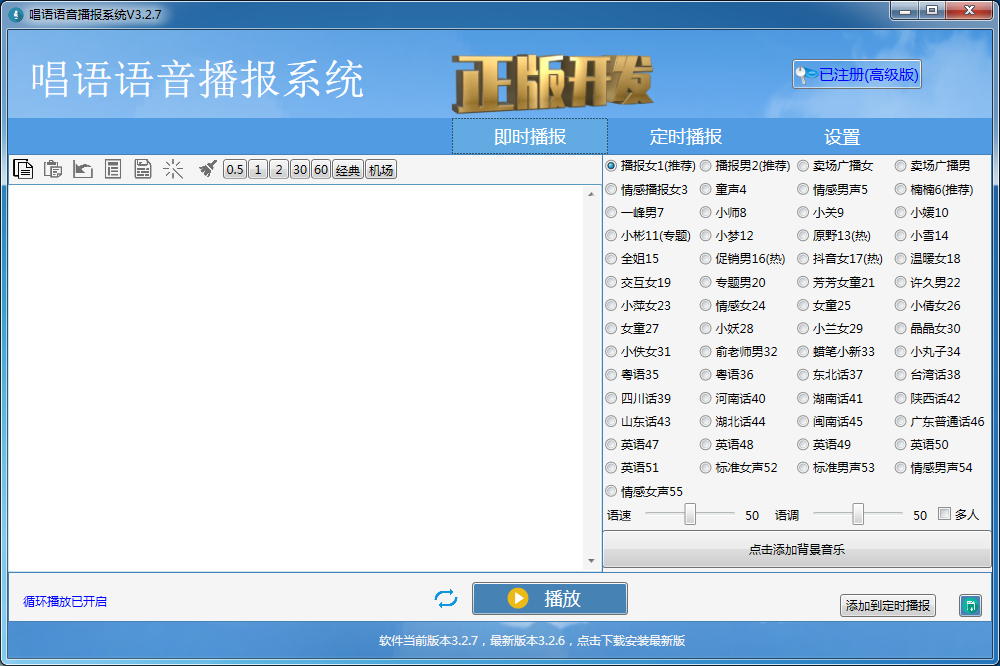 唱语语音播报系统V3.2.7
唱语语音播报系统
正版开发
已注册(高级版)
即时播报 定时播报 设置
0.5 1 2 30 60 经典 机场
播报女1(推荐) 播报男2(推荐) 卖场广播女 卖场广播男
情感播报女3 童声4 情感男声5 楠楠6(推荐)
一峰男7 小师8 小关9 小媛10
小彬11(专题) 小梦12 原野13(热) 小雪14
全姐15 促销男16(热) 抖音女17(热) 温暖女18
交互女19 专题男20 芳芳女童21 许久男22
小萍女23 情感女24 女童25 小倩女26
女童27 小妖28 小兰女29 晶晶女30
小佚女31 俞老师男32 蜡笔小新33 小丸子34
粤语35 粤语36 东北话37 台湾话38
四川话39 河南话40 湖南话41 陕西话42
山东话43 湖北话44 闽南话45 广东普通话46
英语47 英语48 英语49 英语50
英语51 标准女声52 标准男声53 情感男声54
情感女声55
语速 50 语调 50 多人
点击添加背景音乐
循环播放已开启
播放
添加到定时播报
软件当前版本3.2.7，最新版本3.2.6，点击下载安装最新版